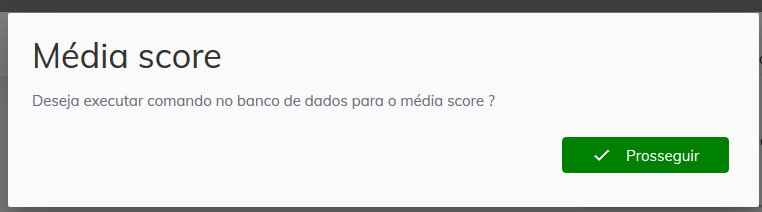 Média score
Deseja executar comando no banco de dados para o média score ?
Prosseguir